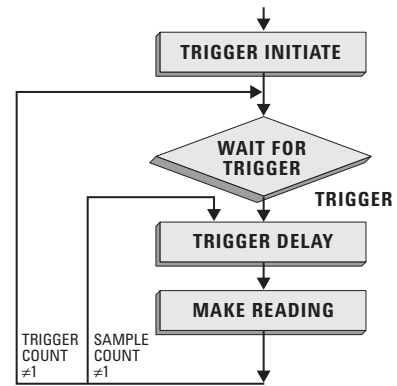 TRIGGER INITIATE
WAIT FOR
TRIGGER
TRIGGER
TRIGGER DELAY
MAKE READING
TRIGGER
COUNT
≠1
SAMPLE
COUNT
≠1